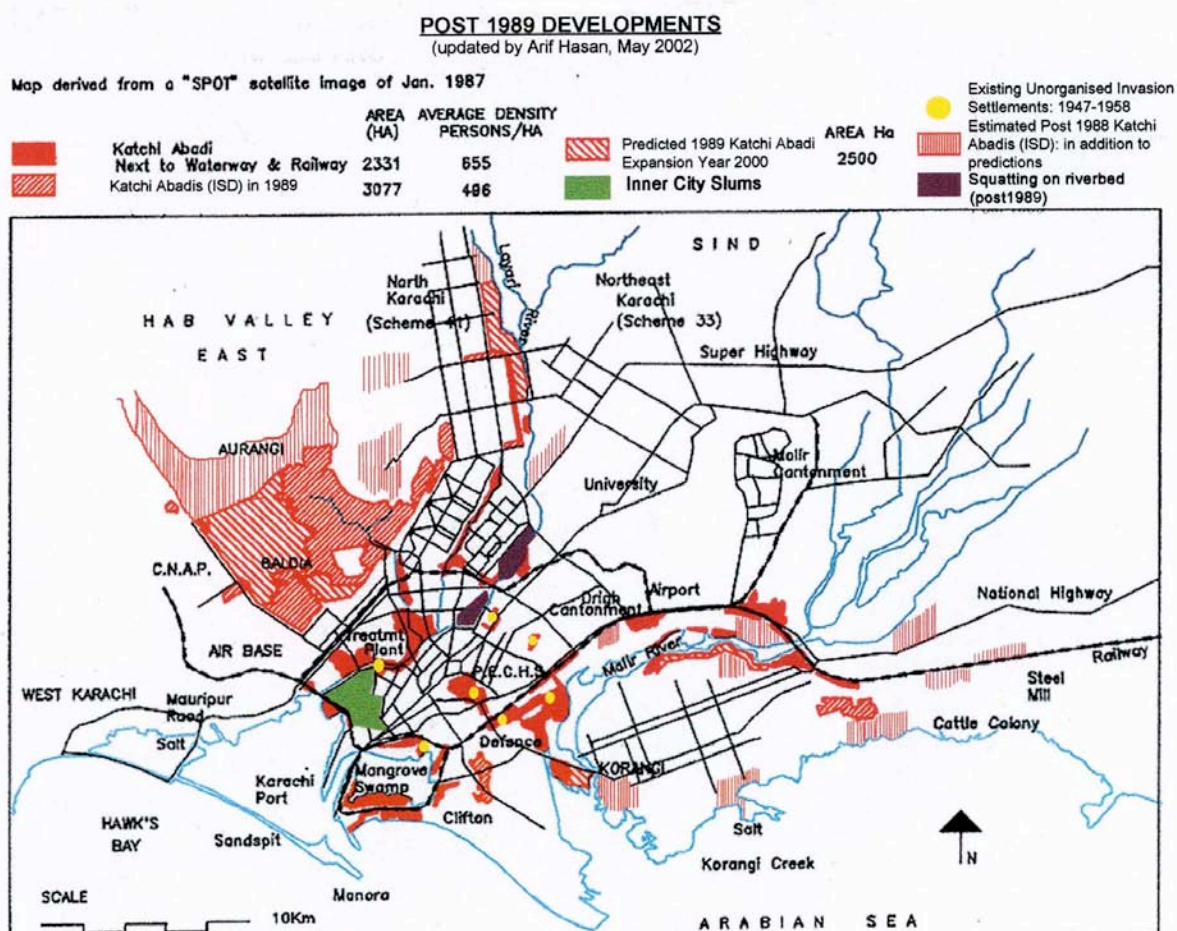 POST 1989 DEVELOPMENTS
(updated by Arif Hasan, May 2002)
Map derived from a "SPOT" satellite image of Jan. 1987
AREA (HA)
AVERAGE DENSITY PERSONS/HA
Katchi Abadi
Next to Waterway & Railway 2331 655
Katchi Abadis (ISD) in 1989 3077 496
Predicted 1989 Katchi Abadi
Expansion Year 2000
AREA Ha
2500
Inner City Slums
Existing Unorganised Invasion
Settlements: 1947-1958
Estimated Post 1988 Katchi
Abadis (ISD): in addition to
predictions
Squatting on riverbed
(post1989)
SIND
Layari
River
North
Karachi
(Scheme 41)
Northeast
Karachi
(Scheme 33)
HAB VALLEY
EAST
Super Highway
AURANGI
Malir
Cantonment
University
BALDIA
C.N.A.P.
Airport
Drigh
Cantonment
National Highway
Treatmt
Plant
AIR BASE
Malir River
Railway
P.E.C.H.S.
WEST KARACHI
Mauripur
Road
Steel
Mill
Salt
Cattle Colony
Defsace
Karachi
Port
Mangrove
Swamp
KORANGI
HAWK'S
BAY
Clifton
Salt
Sandspit
Korangi Creek
N
Manora
SCALE
10Km
ARABIAN SEA